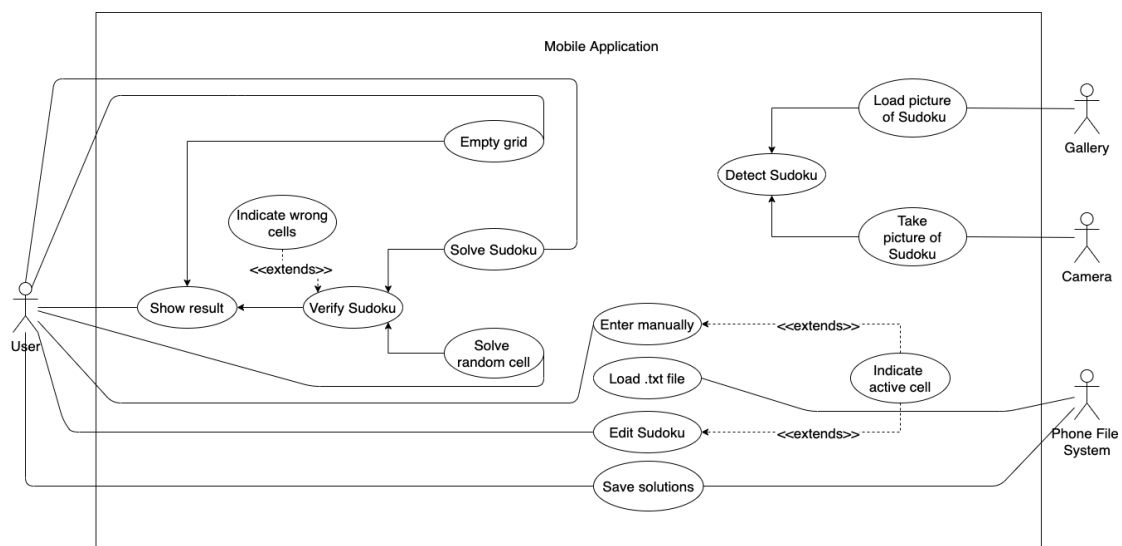 Mobile Application
Load picture
of Sudoku
Gallery
Empty grid
Detect Sudoku
Indicate wrong
cells
Take
picture of
Sudoku
Solve Sudoku
<<extends>>
Camera
User
Show result
Verify Sudoku
Enter manually
<<extends>>
Solve
random cell
Load .txt file
Indicate
active cell
Edit Sudoku
<<extends>>
Phone File
System
Save solutions